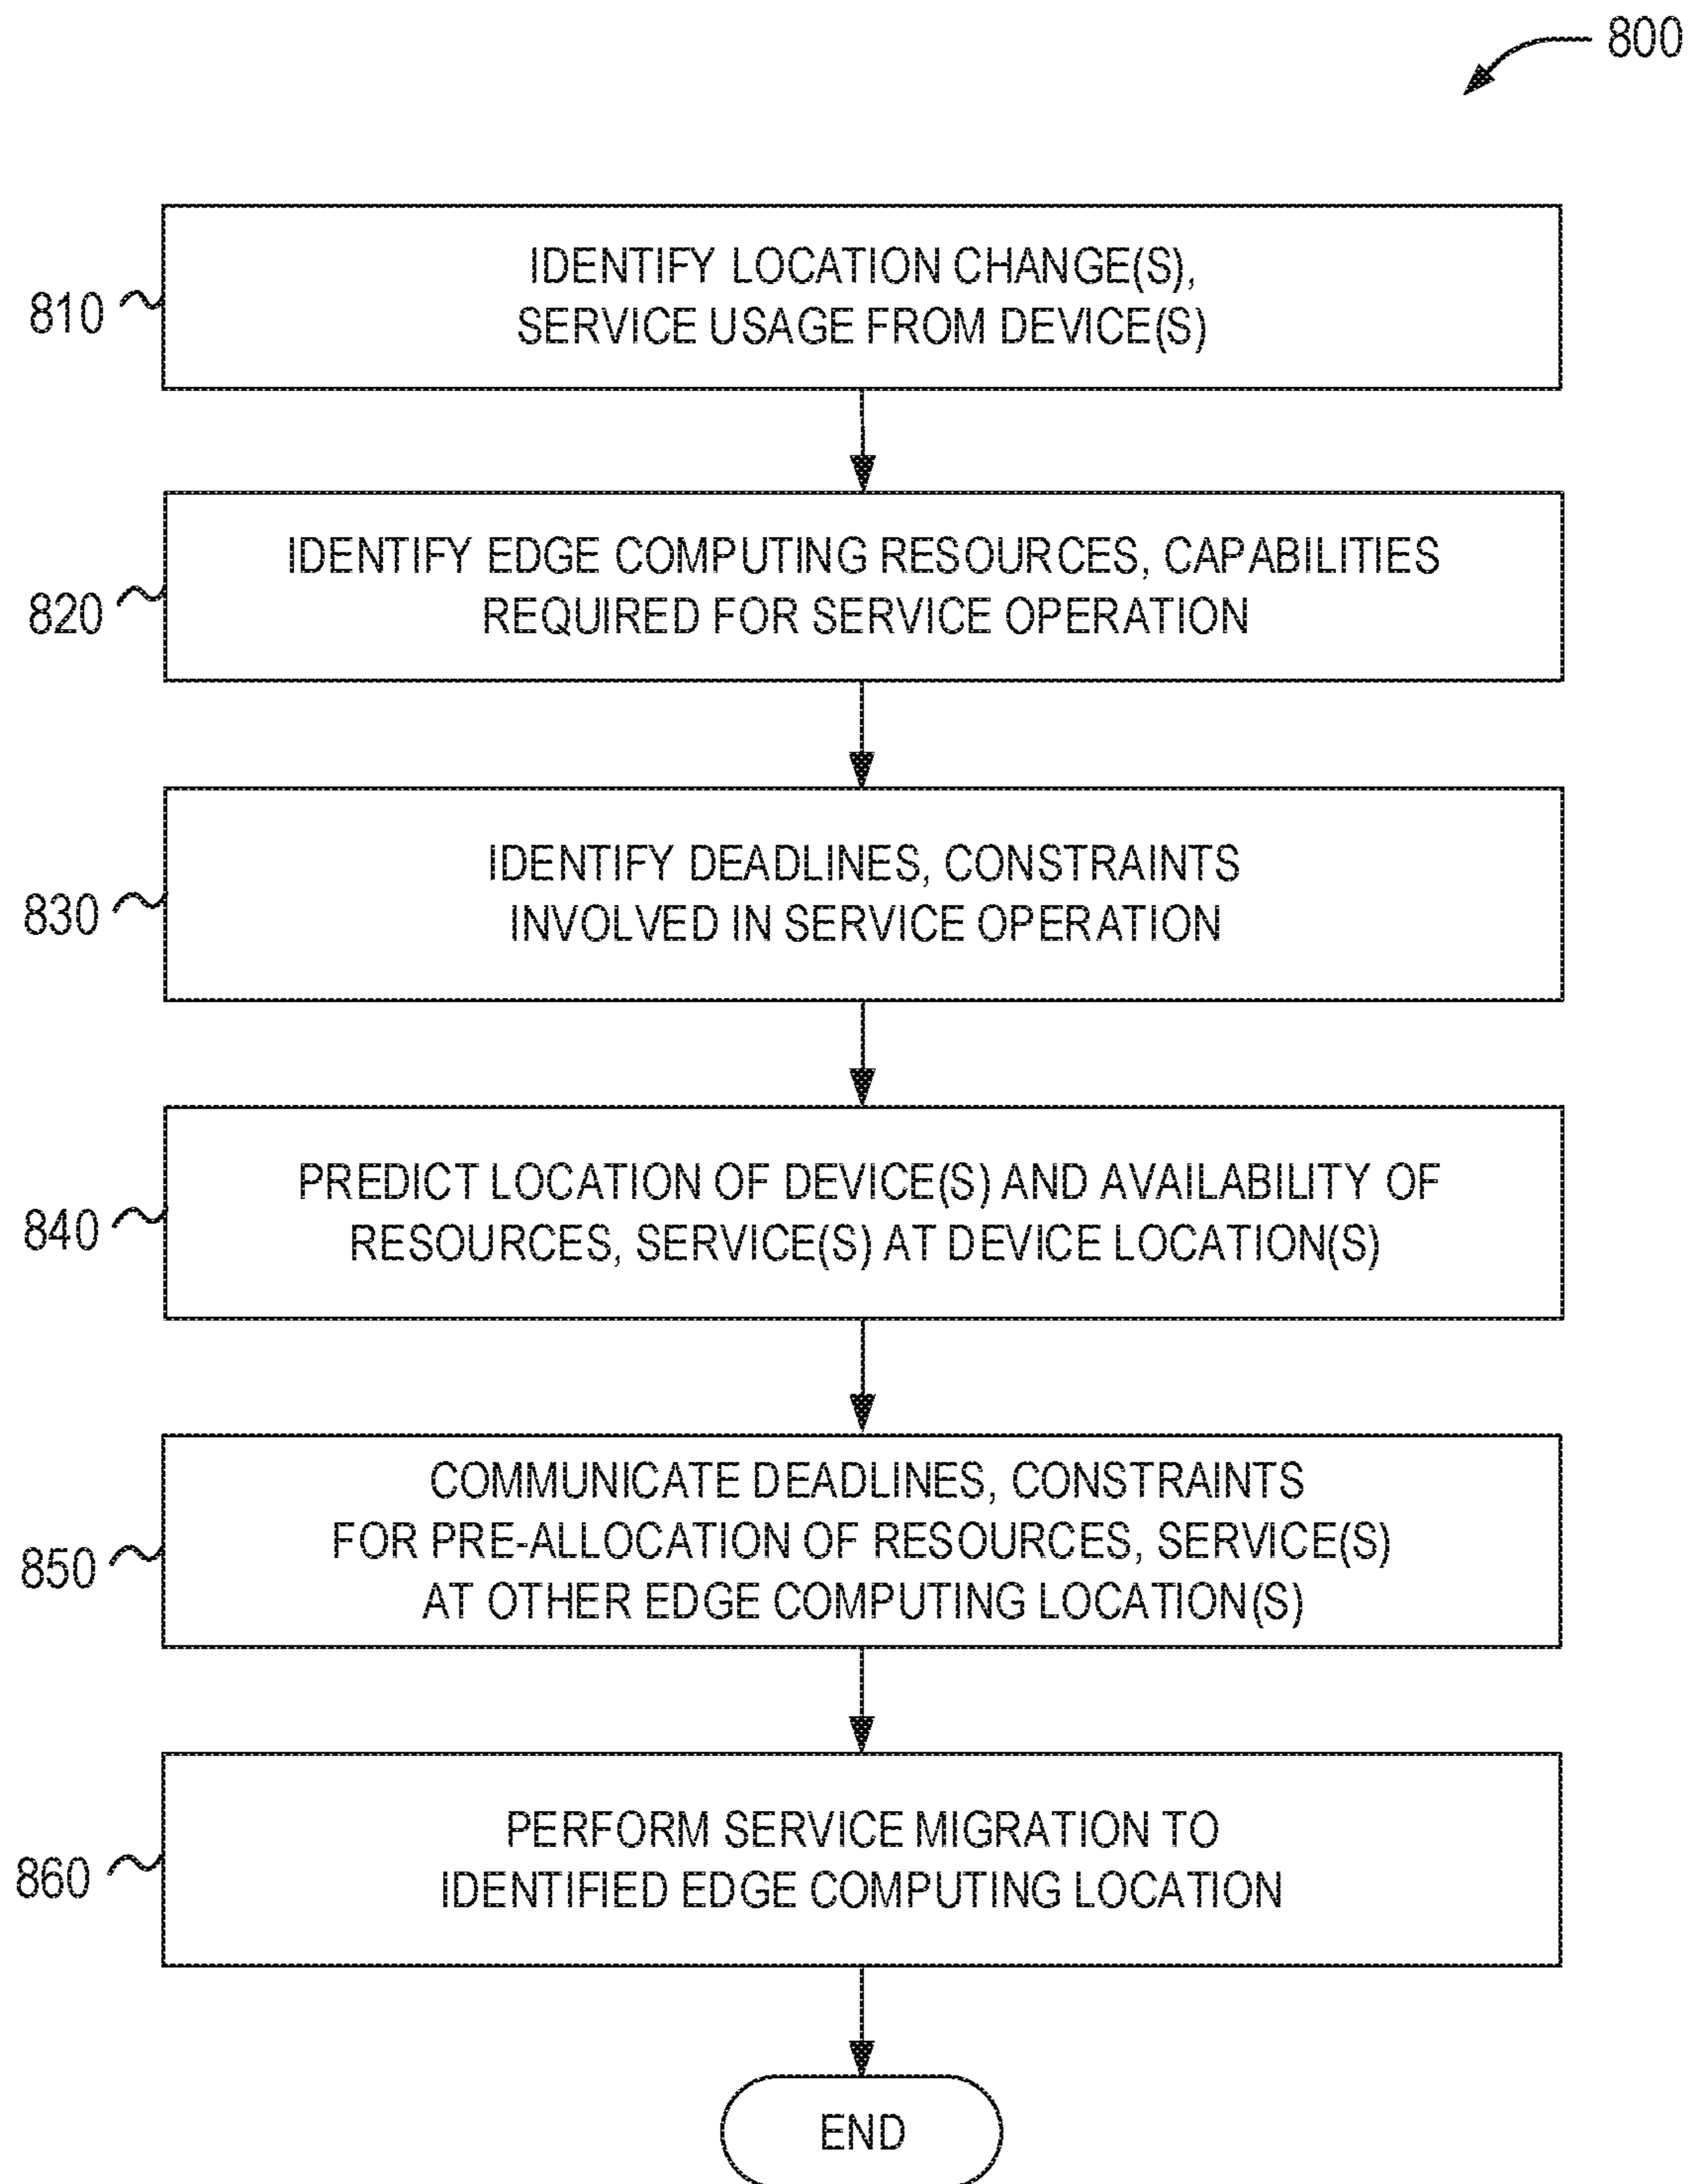 800
810
IDENTIFY LOCATION CHANGE(S),
SERVICE USAGE FROM DEVICE(S)
820
IDENTIFY EDGE COMPUTING RESOURCES, CAPABILITIES
REQUIRED FOR SERVICE OPERATION
830
IDENTIFY DEADLINES, CONSTRAINTS
INVOLVED IN SERVICE OPERATION
840
PREDICT LOCATION OF DEVICE(S) AND AVAILABILITY OF
RESOURCES, SERVICE(S) AT DEVICE LOCATION(S)
850
COMMUNICATE DEADLINES, CONSTRAINTS
FOR PRE-ALLOCATION OF RESOURCES, SERVICE(S)
AT OTHER EDGE COMPUTING LOCATION(S)
860
PERFORM SERVICE MIGRATION TO
IDENTIFIED EDGE COMPUTING LOCATION
END